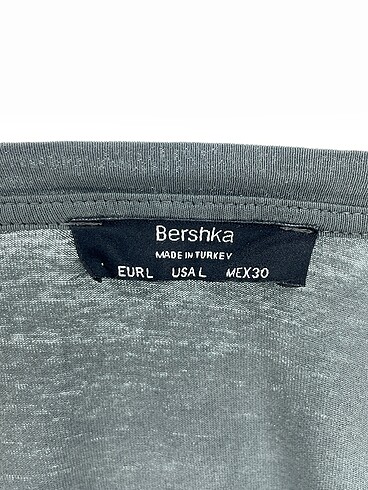 Bershka
MADE IN TURKEY
EUR L USA L MEX 30